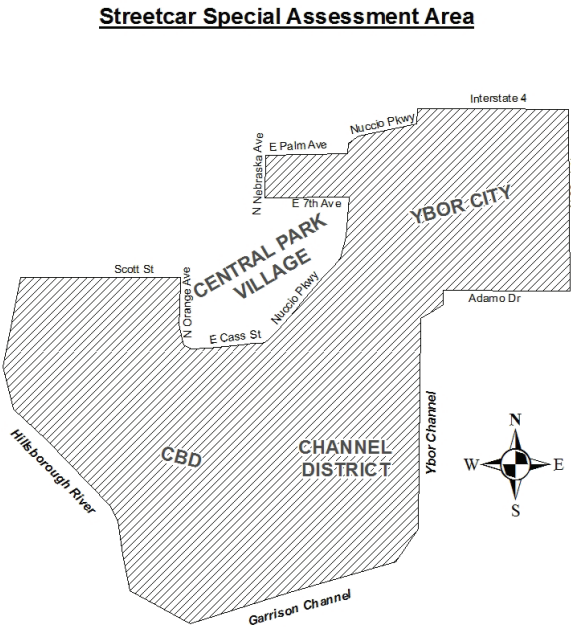 Streetcar Special Assessment Area
Interstate 4
Nuccio Pkwy
E Palm Ave
N Nebraska Ave
E 7th Ave
YBOR CITY
CENTRAL PARK
VILLAGE
Scott St
N Orange Ave
Nuccio Pkwy
Adamo Dr
E Cass St
Ybor Channel
N
W
E
S
CBD
CHANNEL
DISTRICT
Hillsborough River
Garrison Channel